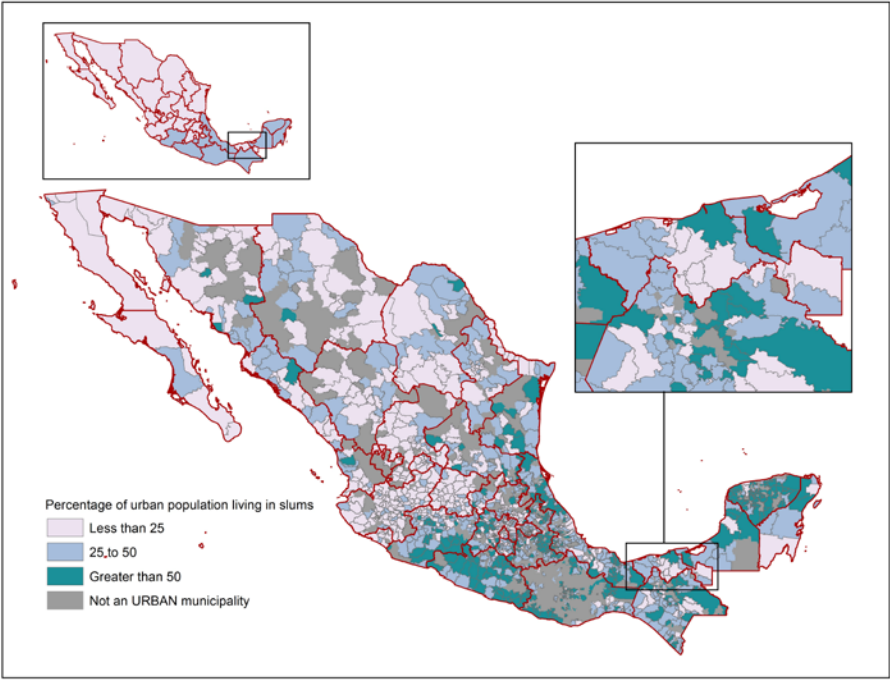 Percentage of urban population living in slums
Less than 25
25 to 50
Greater than 50
Not an URBAN municipality